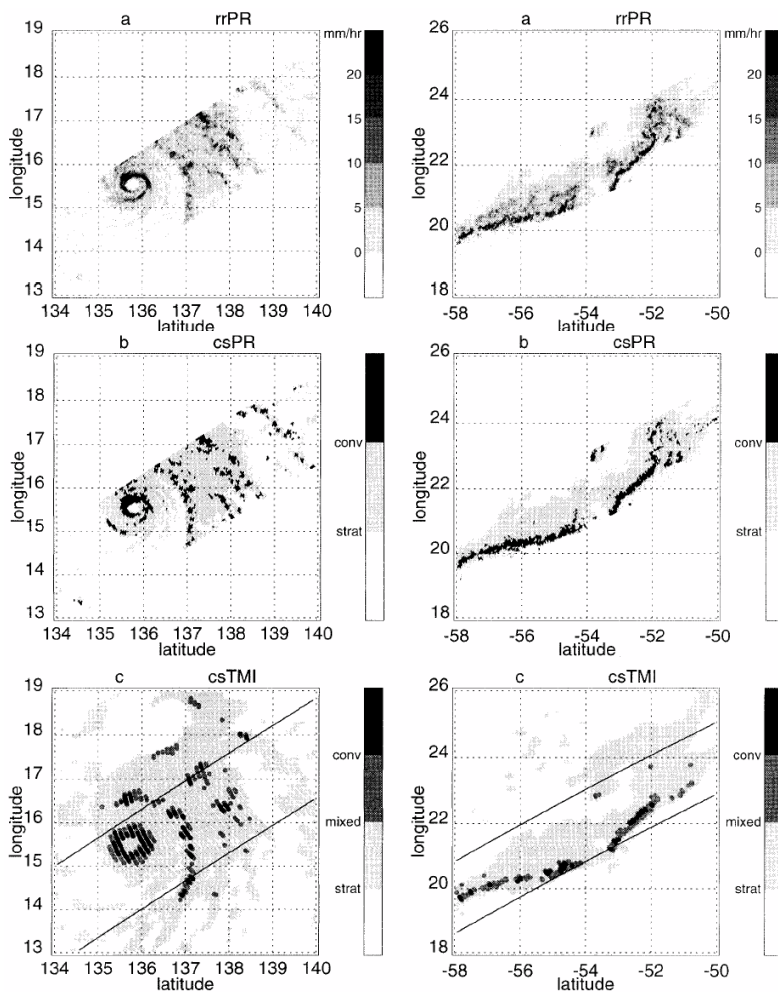 a rrPR
mm/hr
19
18
17
16
15
14
13
134 135 136 137 138 139 140
latitude
longitude
20
15
10
5
0
a rrPR
mm/hr
26
24
22
20
18
-58 -56 -54 -52 -50
latitude
longitude
20
15
10
5
0
b csPR
19
18
17
16
15
14
13
134 135 136 137 138 139 140
latitude
longitude
conv
strat
b csPR
26
24
22
20
18
-58 -56 -54 -52 -50
latitude
longitude
conv
strat
c csTMI
19
18
17
16
15
14
13
134 135 136 137 138 139 140
latitude
longitude
conv
mixed
strat
c csTMI
26
24
22
20
18
-58 -56 -54 -52 -50
latitude
longitude
conv
mixed
strat